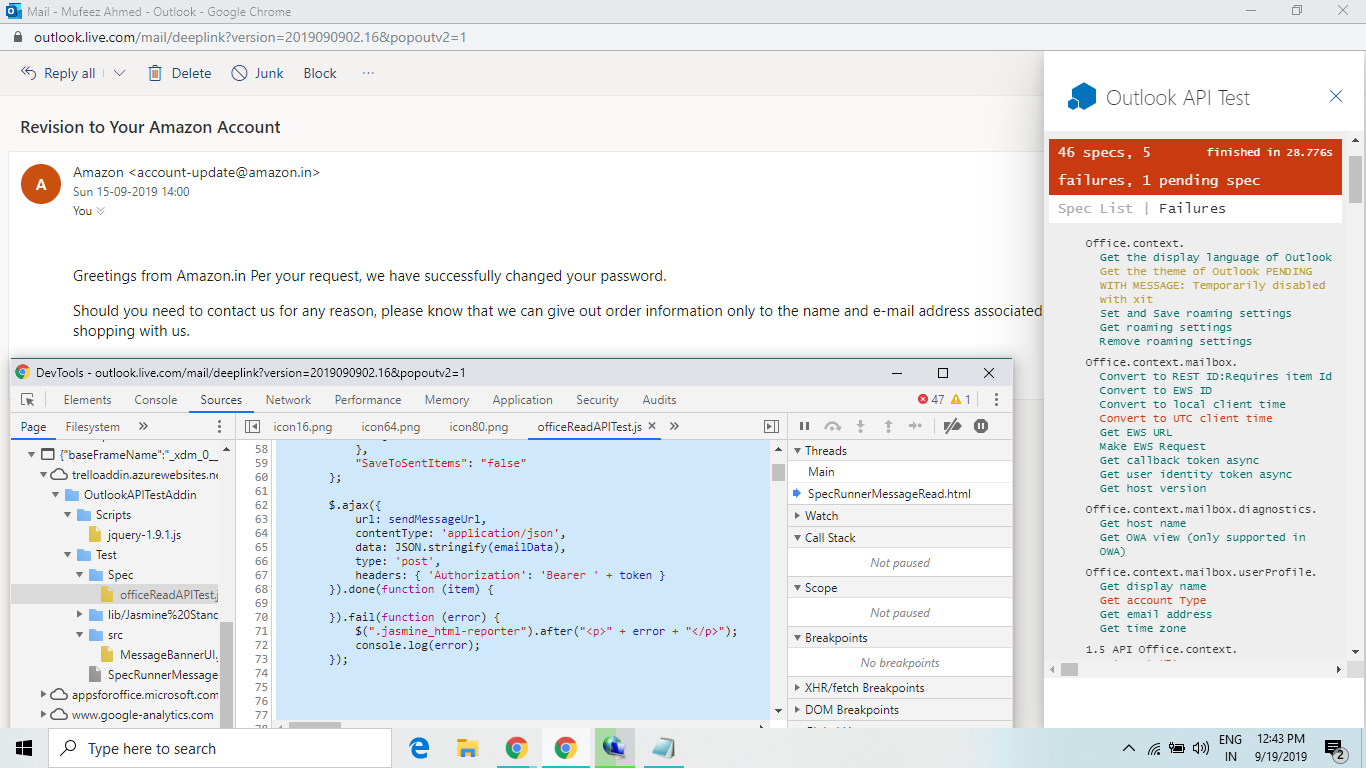 Mail - Mufeez Ahmed - Outlook - Google Chrome
outlook.live.com/mail/deeplink?version=2019090902.16&popoutv2=1
Reply all
Delete
Junk
Block
Revision to Your Amazon Account
A
Amazon <account-update@amazon.in>
Sun 15-09-2019 14:00
You
Greetings from Amazon.in Per your request, we have successfully changed your password.
Should you need to contact us for any reason, please know that we can give out order information only to the name and e-mail address associated
shopping with us.
Outlook API Test
46 specs, 5 failures, 1 pending spec
finished in 28.776s
Spec List | Failures
Office.context.
Get the display language of Outlook
Get the theme of Outlook PENDING
WITH MESSAGE: Temporarily disabled
with xit
Set and Save roaming settings
Get roaming settings
Remove roaming settings
Office.context.mailbox.
Convert to REST ID:Requires item Id
Convert to EWS ID
Convert to local client time
Convert to UTC client time
Get EWS URL
Make EWS Request
Get callback token async
Get user identity token async
Get host version
Office.context.mailbox.diagnostics.
Get host name
Get OWA view (only supported in
OWA)
Office.context.mailbox.userProfile.
Get display name
Get account Type
Get email address
Get time zone
1.5 API Office.context.
DevTools - outlook.live.com/mail/deeplink?version=2019090902.16&popoutv2=1
Elements
Console
Sources
Network
Performance
Memory
Application
Security
Audits
47
1
Page
Filesystem
icon16.png
icon64.png
icon80.png
officeReadAPITest.js
{"baseFrameName":"_xdm_0__
trelloaddin.azurewebsites.ne
OutlookAPITestAddin
Scripts
jquery-1.9.1.js
Test
Spec
officeReadAPITest.j
lib/Jasmine%20Stanc
src
MessageBannerUI.
SpecRunnerMessage
appsforoffice.microsoft.com
www.google-analytics.com
58 },
59 "SaveToSentItems": "false"
60 };
61
62 $.ajax({
63 url: sendMessageUrl,
64 contentType: 'application/json',
65 data: JSON.stringify(emailData),
66 type: 'post',
67 headers: { 'Authorization': 'Bearer ' + token }
68 }).done(function (item) {
69
70 }).fail(function (error) {
71 $(".jasmine_html-reporter").after("<p>" + error + "</p>");
72 console.log(error);
73 });
74
75
76
77
78
Threads
Main
SpecRunnerMessageRead.html
Watch
Call Stack
Not paused
Scope
Not paused
Breakpoints
No breakpoints
XHR/fetch Breakpoints
DOM Breakpoints
Type here to search
ENG
IN
12:43 PM
9/19/2019
2